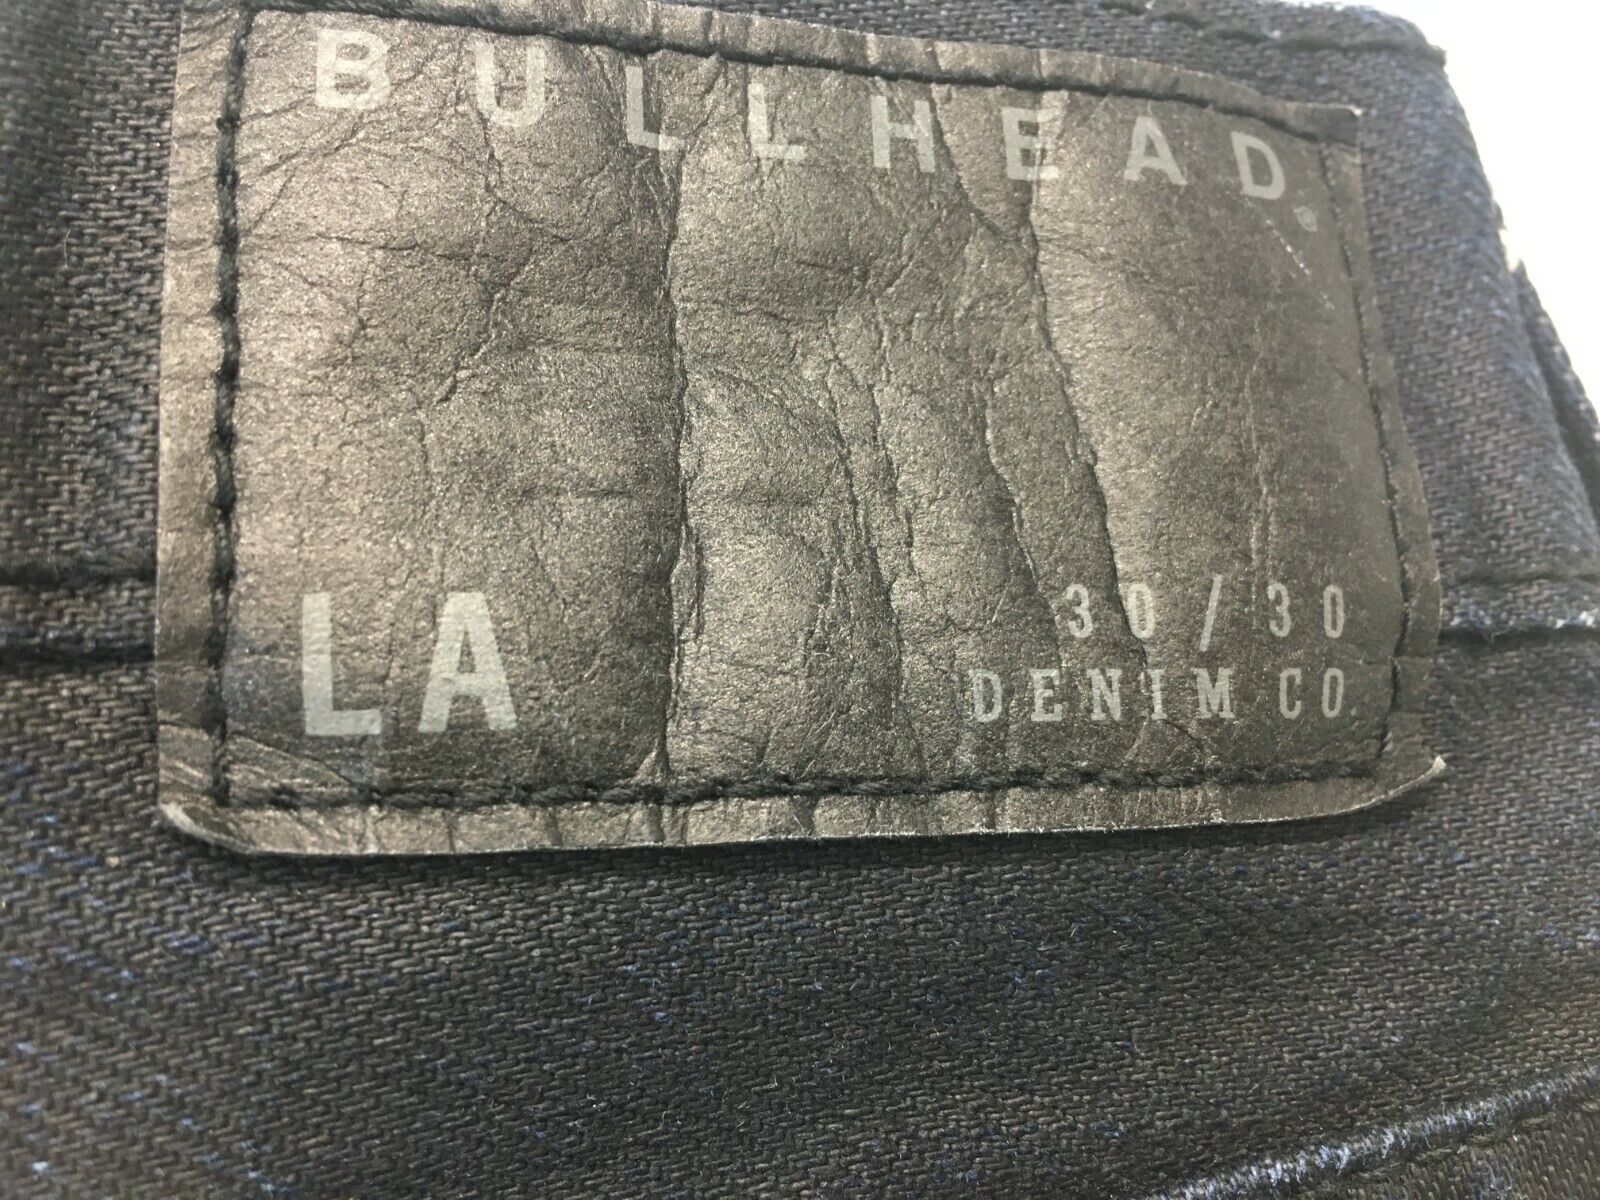 BULLHEAD.®
LA
30/30
DENIM CO.